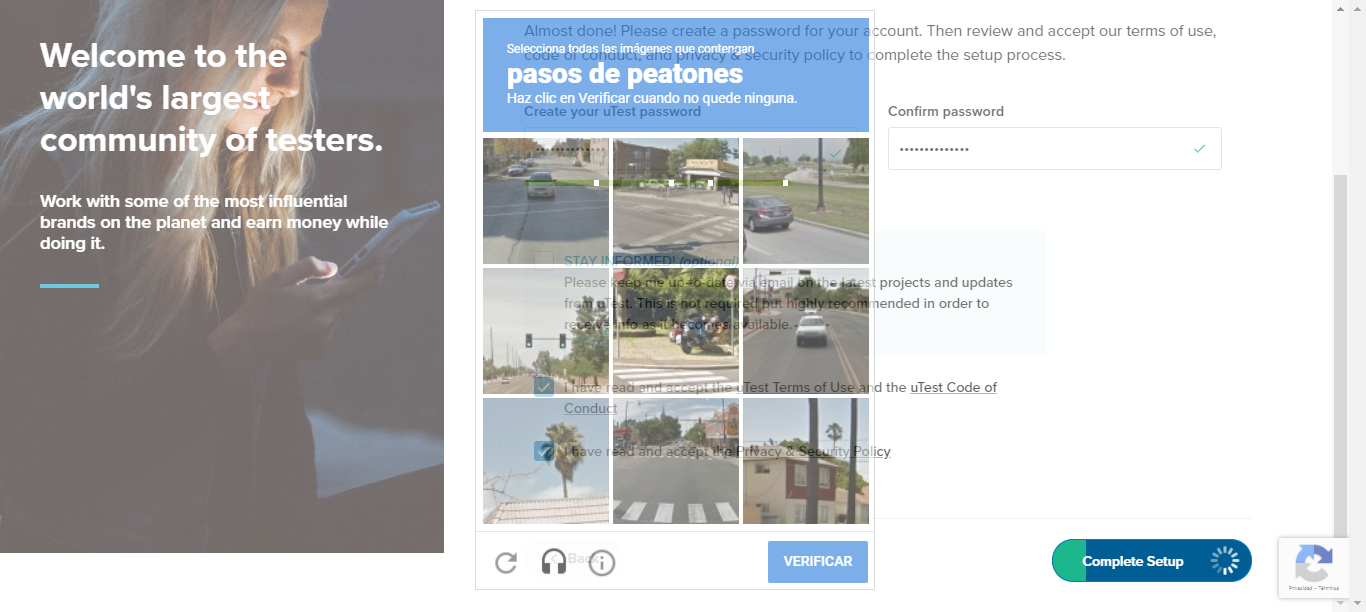 Welcome to the
world's largest
community of testers.
Work with some of the most influential
brands on the planet and earn money while
doing it.
Almost done! Please create a password for your account. Then review and accept our terms of use,
code of conduct, and privacy & security policy to complete the setup process.
Selecciona todas las imágenes que contengan
pasos de peatones
Haz clic en Verificar cuando no quede ninguna.
Create your uTest password
Confirm password
STAY INFORMED! (optional)
Please keep me up-to-date via email on the latest projects and updates
from uTest. This is not required but highly recommended in order to
receive info as it becomes available.
I have read and accept the uTest Terms of Use and the uTest Code of
Conduct
I have read and accept the Privacy & Security Policy
Back
VERIFICAR
Complete Setup
Privacidad - Términos